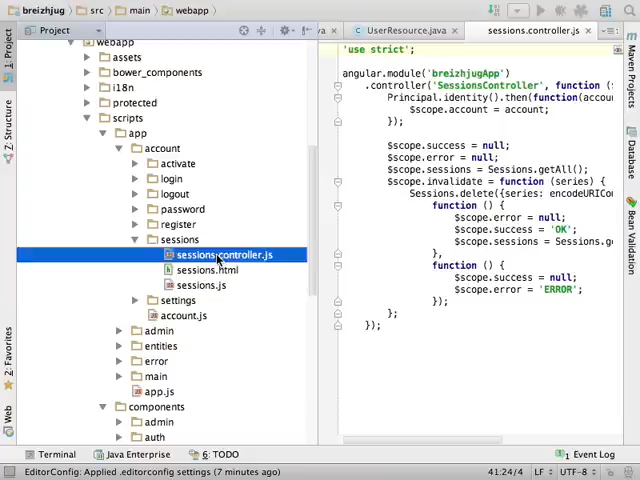 breizhjug
src
main
webapp
Project
UserResource.java
sessions.controller.js
webapp
assets
bower_components
i18n
protected
scripts
app
account
activate
login
logout
password
register
sessions
sessions.controller.js
sessions.html
sessions.js
settings
account.js
admin
entities
error
main
app.js
components
admin
auth
'use strict';
angular.module('breizhjugApp')
.controller('SessionsController', function (
Principal.identity().then(function(accou
$scope.account = account;
});
$scope.success = null;
$scope.error = null;
$scope.sessions = Sessions.getAll();
$scope.invalidate = function (series) {
Sessions.delete({series: encodeURICo
function () {
$scope.error = null;
$scope.success = 'OK';
$scope.sessions = Sessions.ge
},
function () {
$scope.success = null;
$scope.error = 'ERROR';
});
};
});
1: Project
7: Structure
2: Favorites
Web
Maven Projects
Database
Bean Validation
Terminal
Java Enterprise
6: TODO
1 Event Log
EditorConfig: Applied .editorconfig settings (7 minutes ago)
41:24/4
LF
UTF-8